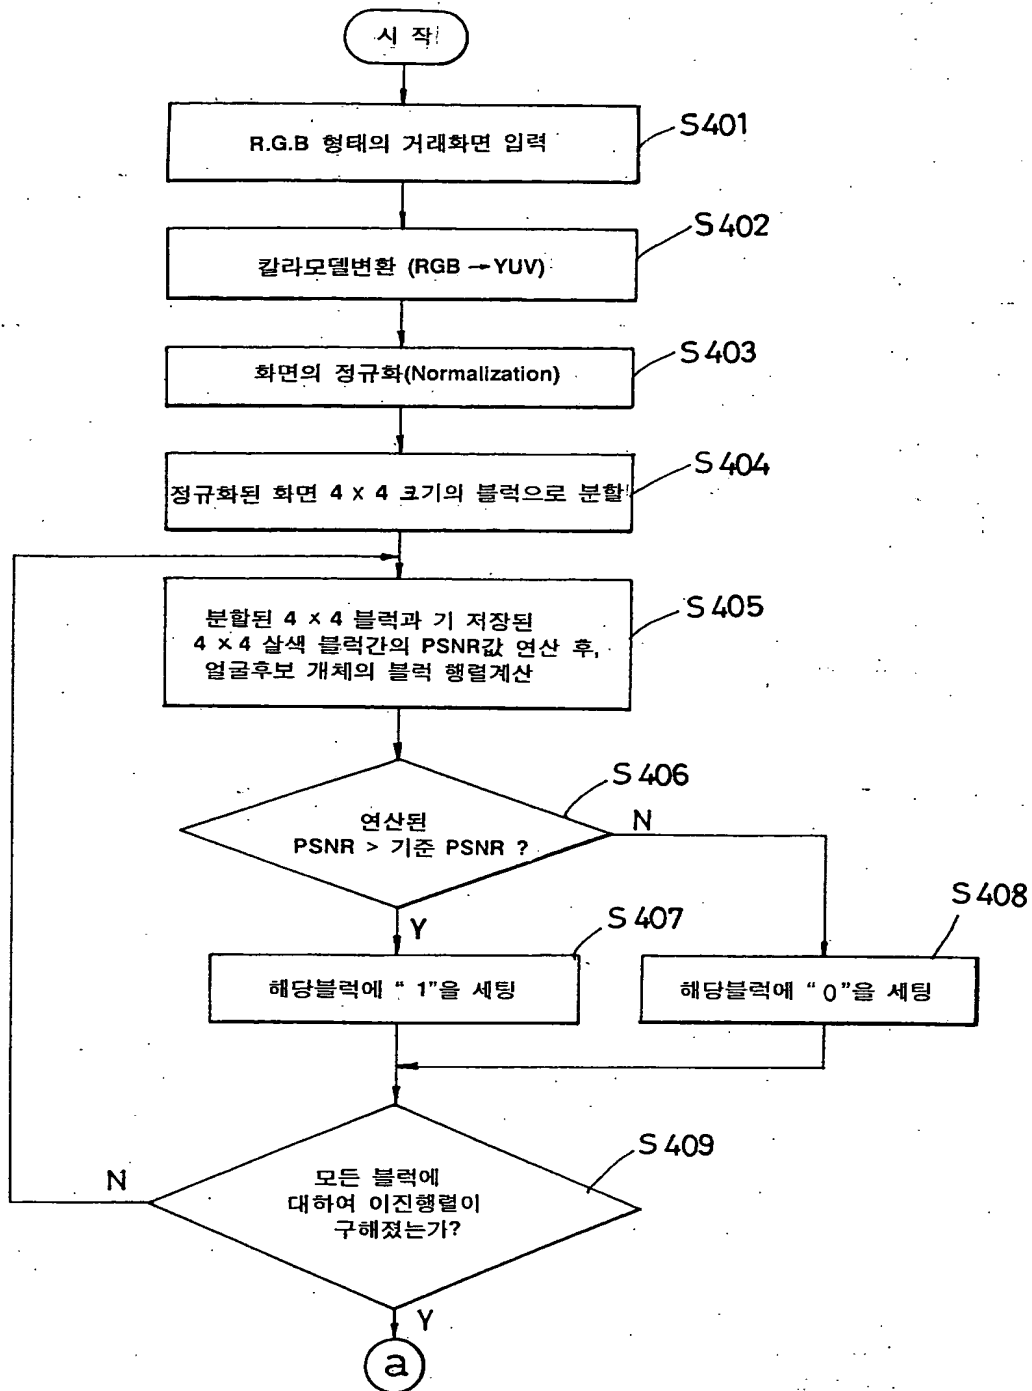 시 작
R.G.B 형태의 거래화면 입력
S401
칼라모델변환 (RGB → YUV)
S402
화면의 정규화(Normalization)
S403
정규화된 화면 4 × 4 크기의 블럭으로 분할
S404
분할된 4 × 4 블럭과 기 저장된
4 × 4 살색 블럭간의 PSNR값 연산 후,
얼굴후보 개체의 블럭 행렬계산
S405
연산된
PSNR > 기준 PSNR ?
S406
N
Y
해당블럭에 " 1"을 세팅
S407
해당블럭에 " 0"을 세팅
S408
모든 블럭에
대하여 이진행렬이
구해졌는가?
S409
N
Y
a